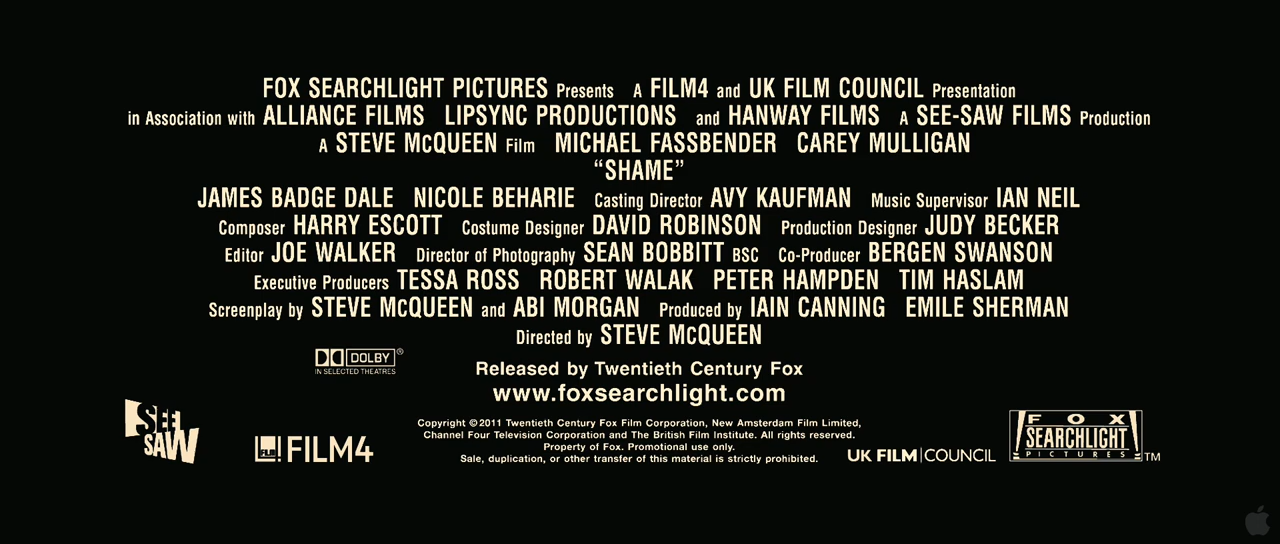 FOX SEARCHLIGHT PICTURES Presents A FILM4 and UK FILM COUNCIL Presentation
in Association with ALLIANCE FILMS LIPSYNC PRODUCTIONS and HANWAY FILMS A SEE-SAW FILMS Production
A STEVE McQUEEN Film MICHAEL FASSBENDER CAREY MULLIGAN
“SHAME”
JAMES BADGE DALE NICOLE BEHARIE Casting Director AVY KAUFMAN Music Supervisor IAN NEIL
Composer HARRY ESCOTT Costume Designer DAVID ROBINSON Production Designer JUDY BECKER
Editor JOE WALKER Director of Photography SEAN BOBBITT BSC Co-Producer BERGEN SWANSON
Executive Producers TESSA ROSS ROBERT WALAK PETER HAMPDEN TIM HASLAM
Screenplay by STEVE McQUEEN and ABI MORGAN Produced by IAIN CANNING EMILE SHERMAN
Directed by STEVE McQUEEN
DOLBY®
IN SELECTED THEATRES
Released by Twentieth Century Fox
www.foxsearchlight.com
SEE
SAW
FILM4
Copyright ©2011 Twentieth Century Fox Film Corporation, New Amsterdam Film Limited,
Channel Four Television Corporation and The British Film Institute. All rights reserved.
Property of Fox. Promotional use only.
Sale, duplication, or other transfer of this material is strictly prohibited.
UK FILM COUNCIL
FOX
SEARCHLIGHT
PICTURES TM